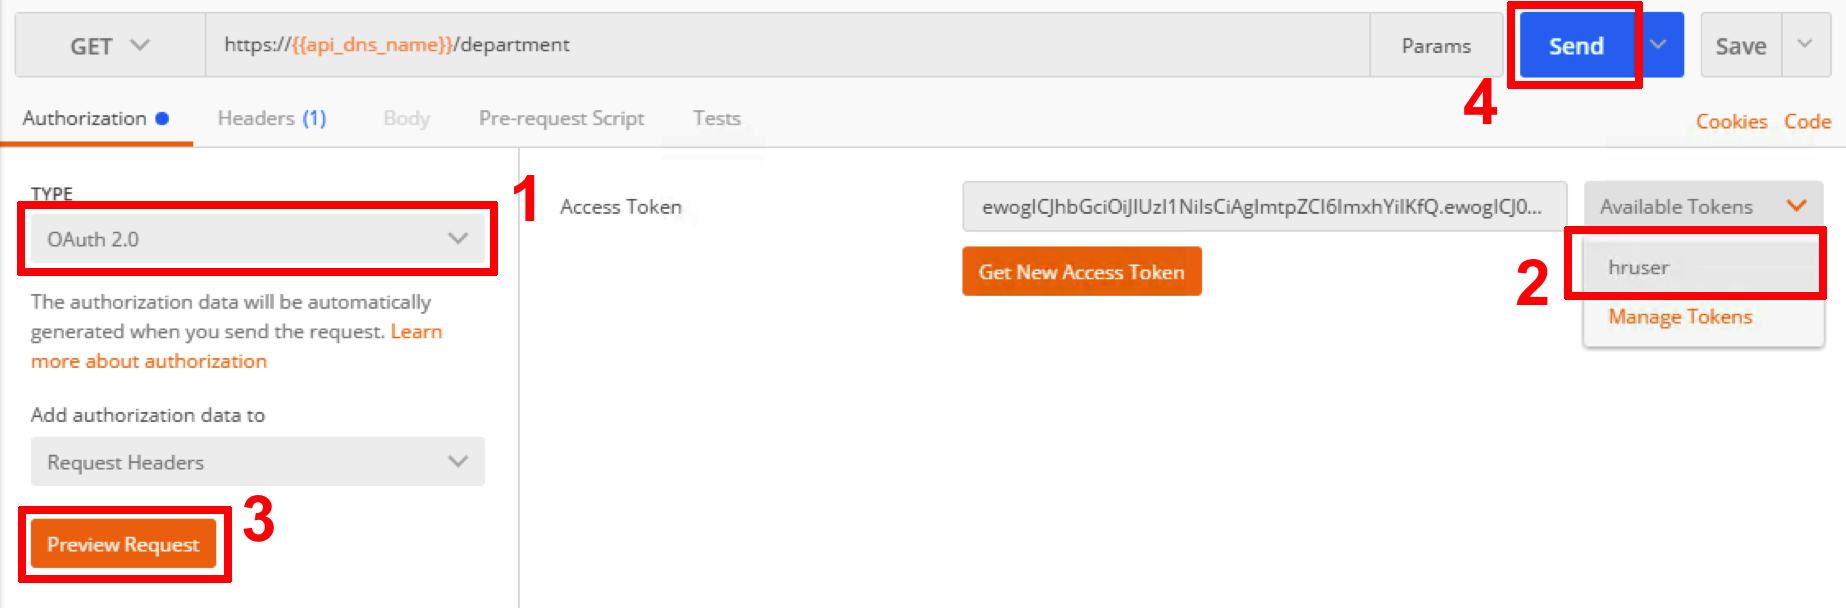 GET
https://{{api_dns_name}}/department
Params
Send
Save
4
Authorization
Headers (1)
Body
Pre-request Script
Tests
Cookies
Code
TYPE
1
OAuth 2.0
The authorization data will be automatically
generated when you send the request. Learn
more about authorization
Add authorization data to
Request Headers
3
Preview Request
Access Token
ewogICJhbGciOiJIUzI1NiIsCiAgImtpZCI6ImxhYiIKfQ.ewogICJ0...
Available Tokens
Get New Access Token
2
hruser
Manage Tokens